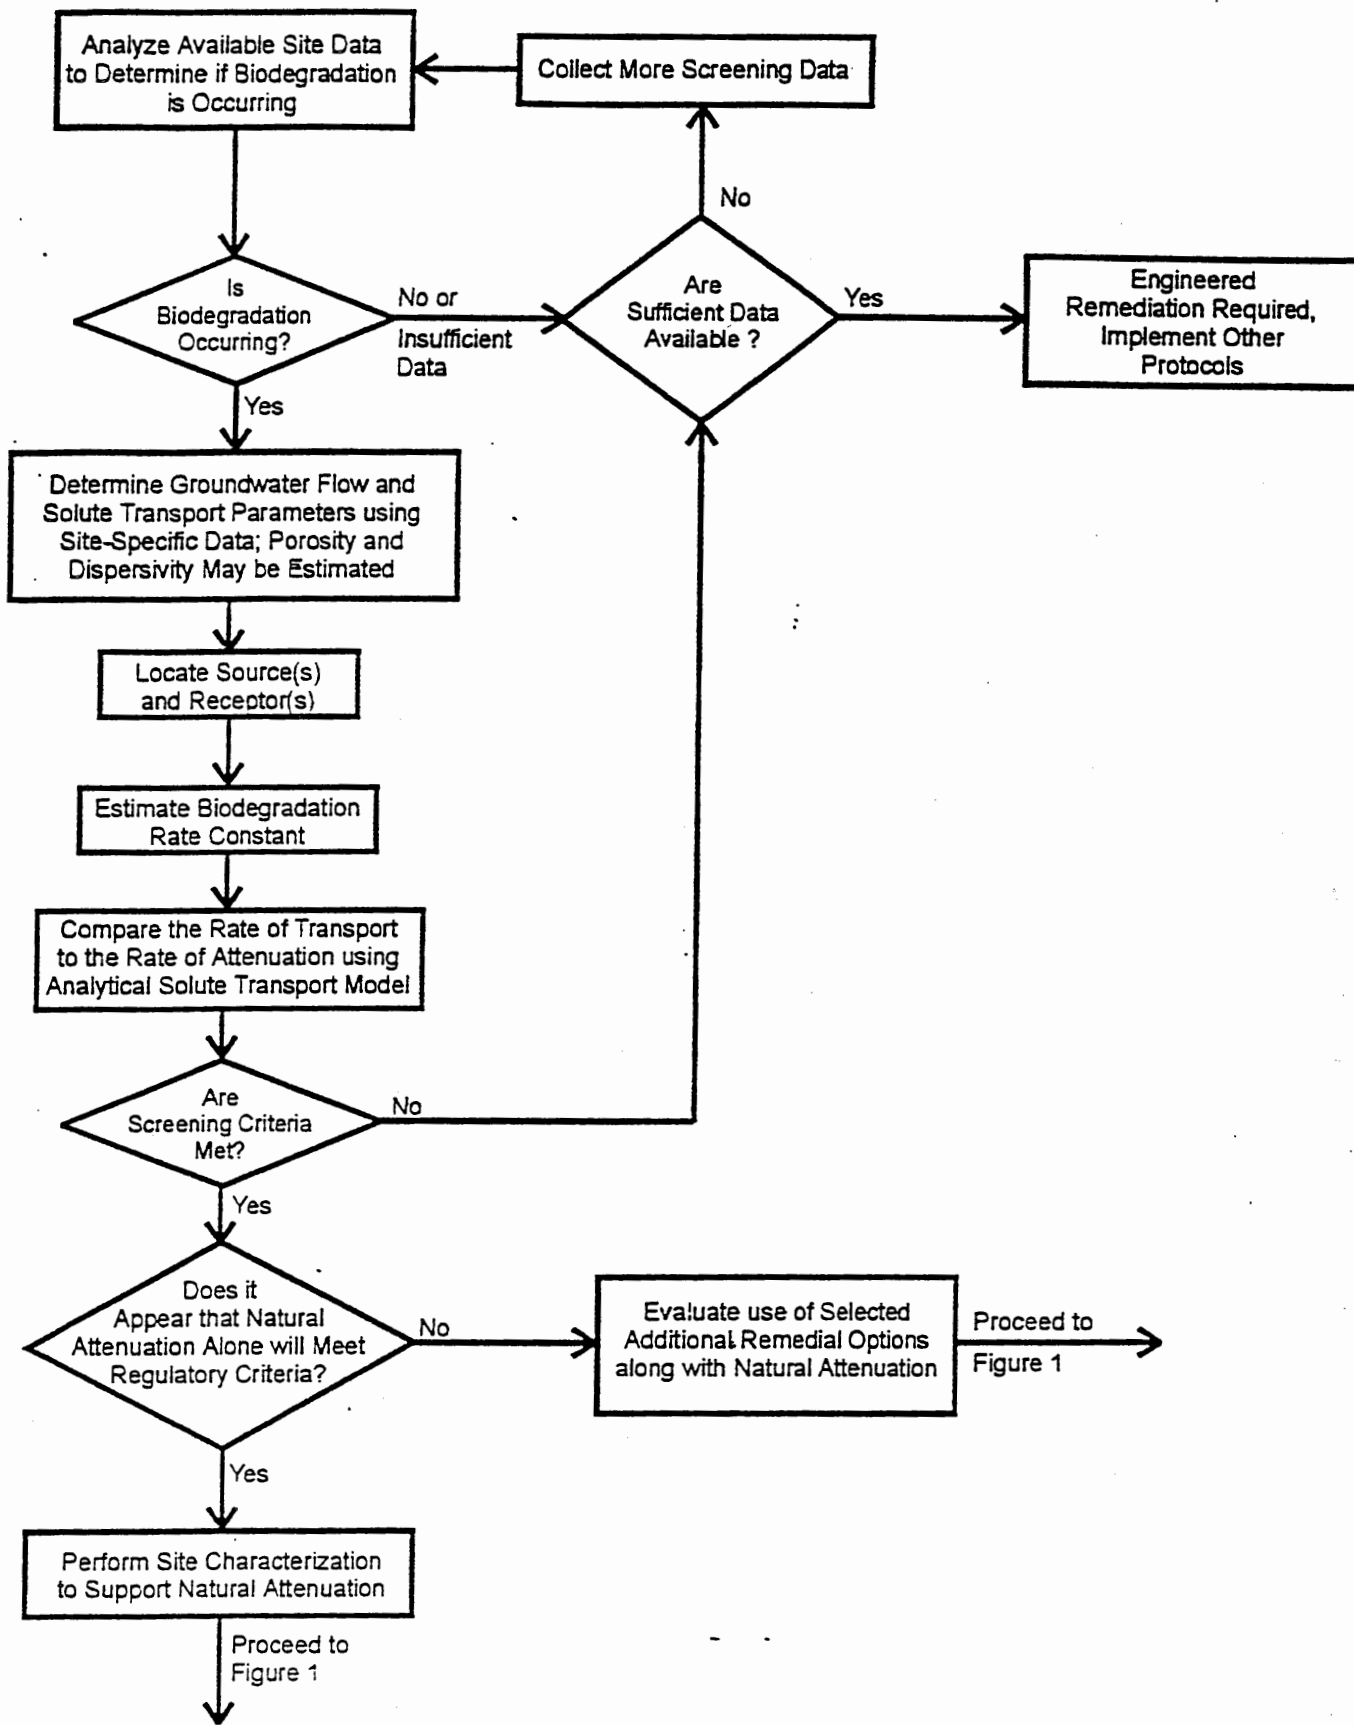 Analyze Available Site Data
to Determine if Biodegradation
is Occurring
Collect More Screening Data
No
Is
Biodegradation
Occurring?
No or
Insufficient
Data
Are
Sufficient Data
Available ?
Yes
Engineered
Remediation Required,
Implement Other
Protocols
Yes
Determine Groundwater Flow and
Solute Transport Parameters using
Site-Specific Data; Porosity and
Dispersivity May be Estimated
Locate Source(s)
and Receptor(s)
Estimate Biodegradation
Rate Constant
Compare the Rate of Transport
to the Rate of Attenuation using
Analytical Solute Transport Model
Are
Screening Criteria
Met?
No
Yes
Does it
Appear that Natural
Attenuation Alone will Meet
Regulatory Criteria?
No
Evaluate use of Selected
Additional Remedial Options
along with Natural Attenuation
Proceed to
Figure 1
Yes
Perform Site Characterization
to Support Natural Attenuation
Proceed to
Figure 1